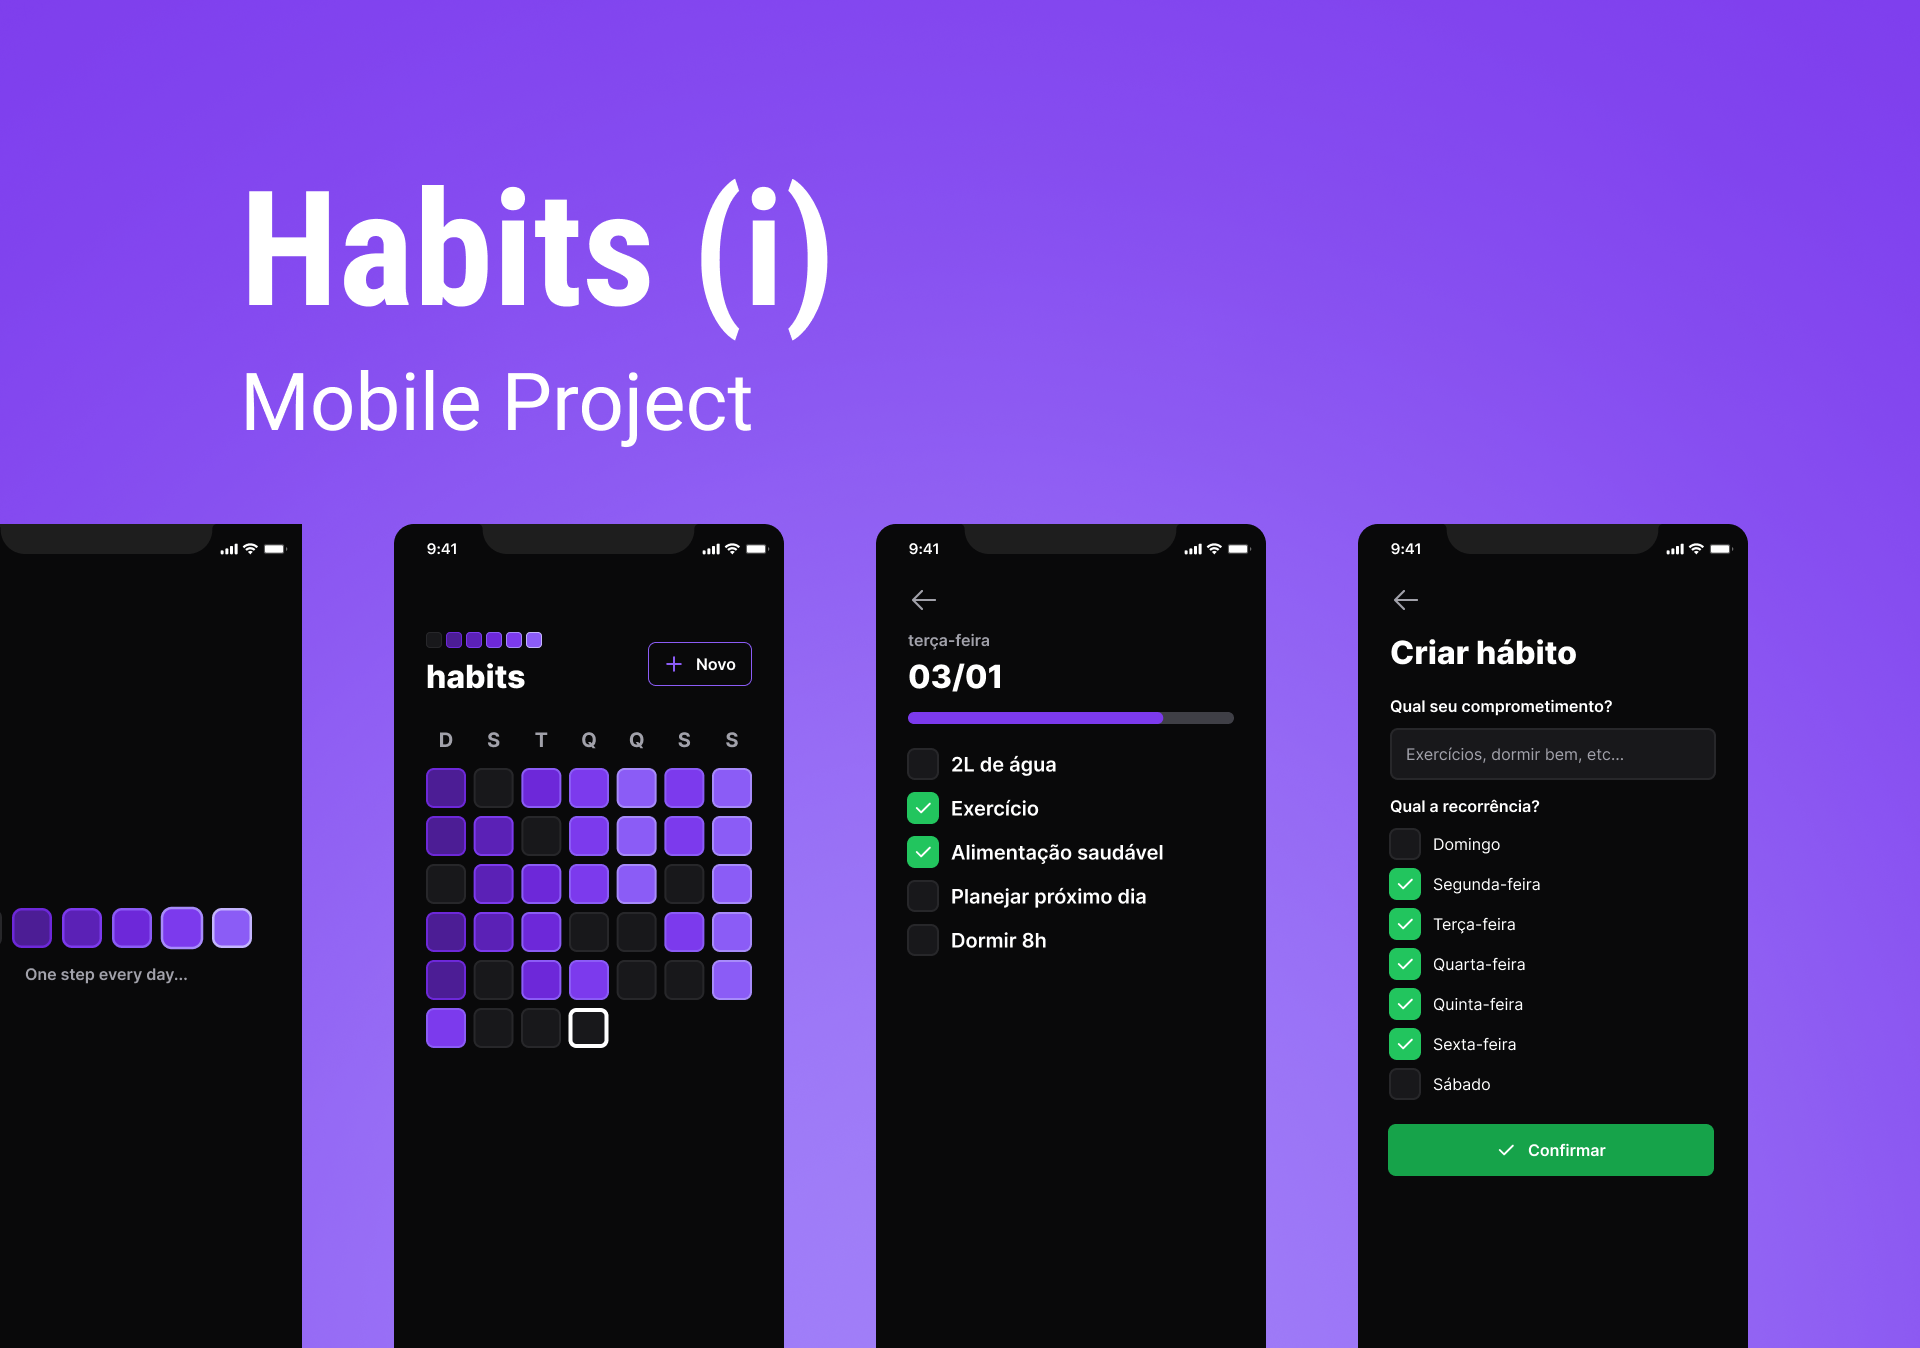 Habits (i)
Mobile Project
One step every day...
9:41
habits
Novo
D S T Q Q S S
9:41
terça-feira
03/01
2L de água
Exercício
Alimentação saudável
Planejar próximo dia
Dormir 8h
9:41
Criar hábito
Qual seu comprometimento?
Exercícios, dormir bem, etc...
Qual a recorrência?
Domingo
Segunda-feira
Terça-feira
Quarta-feira
Quinta-feira
Sexta-feira
Sábado
Confirmar